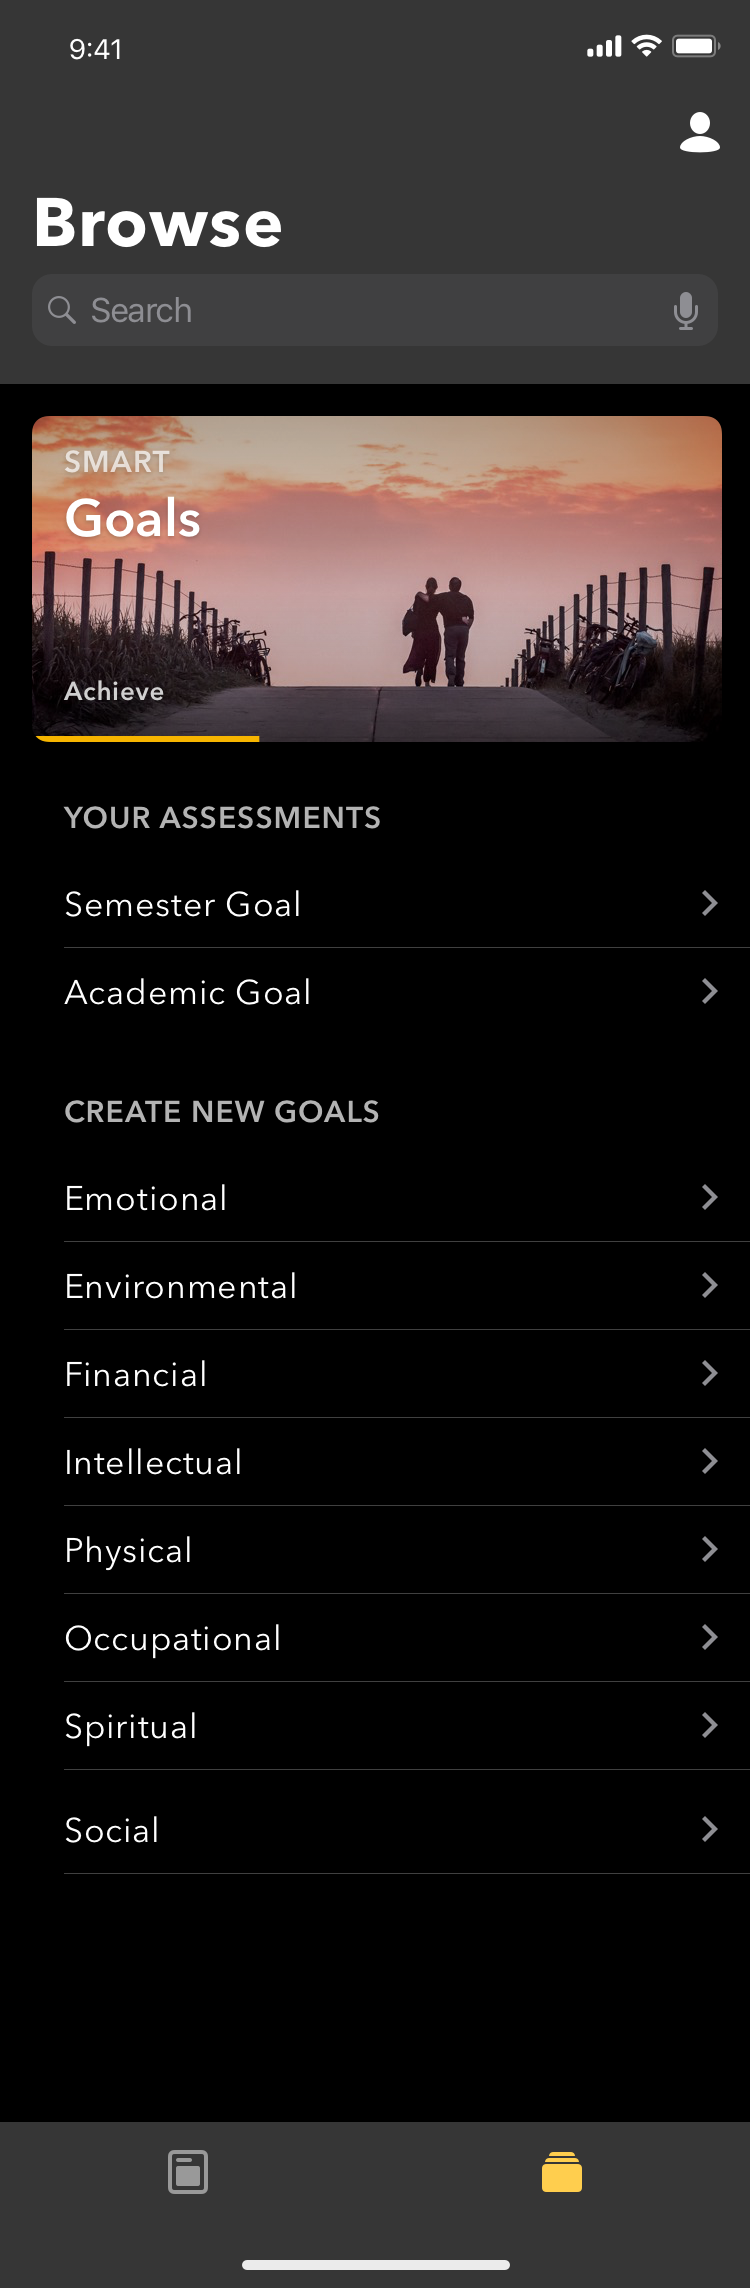 9:41
Browse
Search
SMART
Goals
Achieve
YOUR ASSESSMENTS
Semester Goal
Academic Goal
CREATE NEW GOALS
Emotional
Environmental
Financial
Intellectual
Physical
Occupational
Spiritual
Social